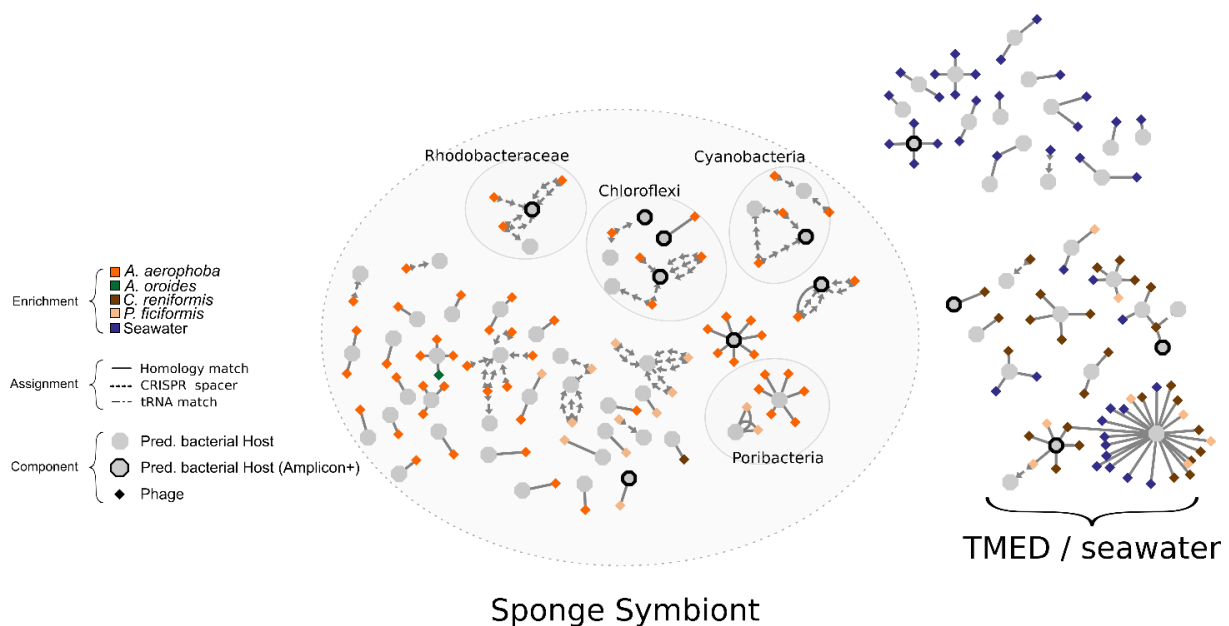 Rhodobacteraceae
Chloroflexi
Cyanobacteria
Poribacteria
Enrichment
A. aerophoba
A. oroides
C. reniformis
P. ficiformis
Seawater
Assignment
Homology match
CRISPR spacer
tRNA match
Component
Pred. bacterial Host
Pred. bacterial Host (Amplicon+)
Phage
TMED / seawater
Sponge Symbiont